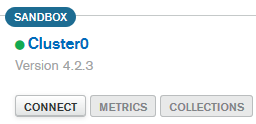 SANDBOX
Cluster0
Version 4.2.3
CONNECT METRICS COLLECTIONS